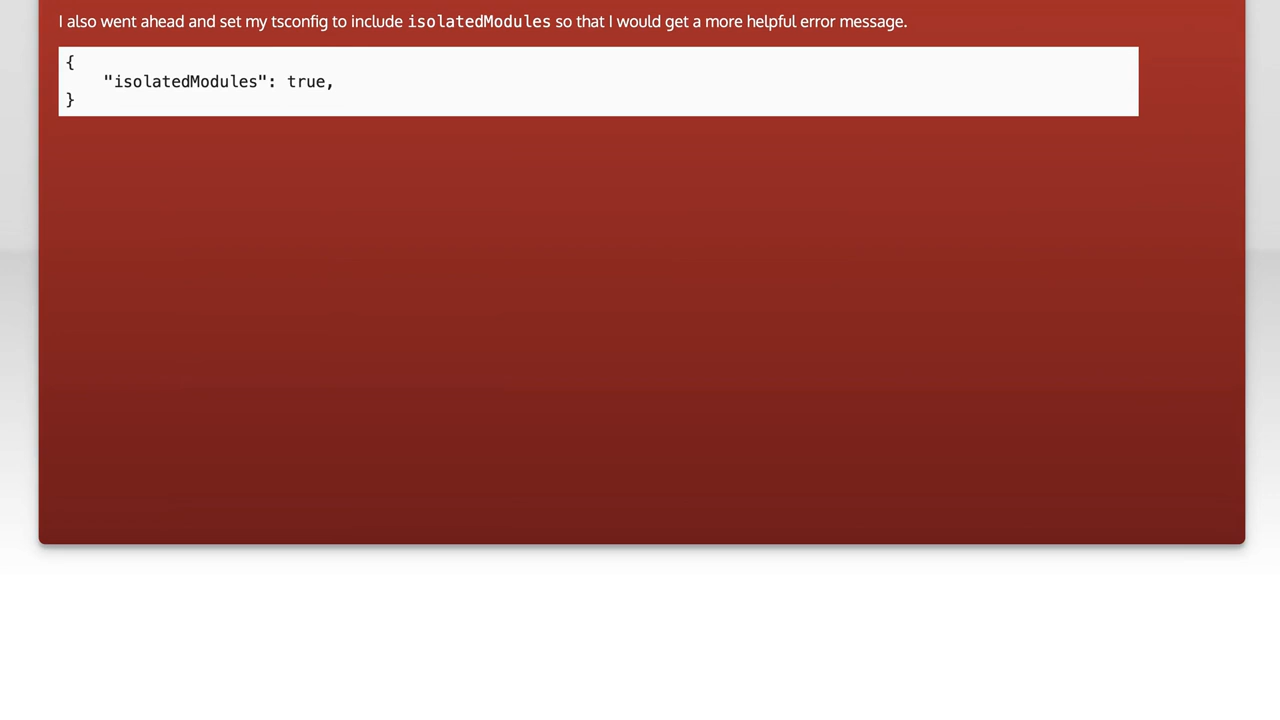 I also went ahead and set my tsconfig to include isolatedModules so that I would get a more helpful error message.
{
    "isolatedModules": true,
}